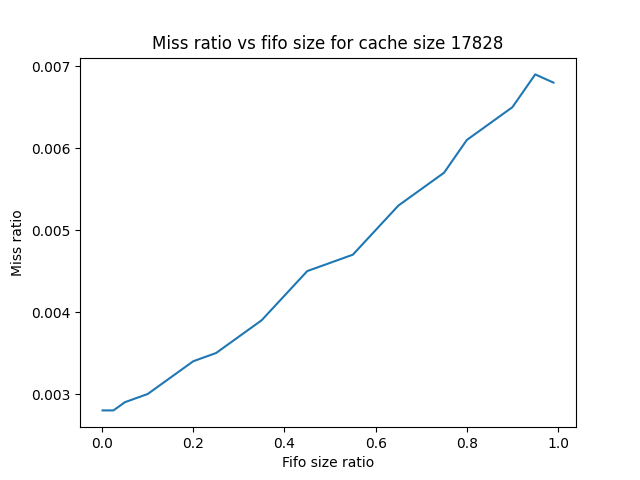 Miss ratio vs fifo size for cache size 17828
0.007
0.006
0.005
0.004
0.003
Miss ratio
0.0 0.2 0.4 0.6 0.8 1.0
Fifo size ratio